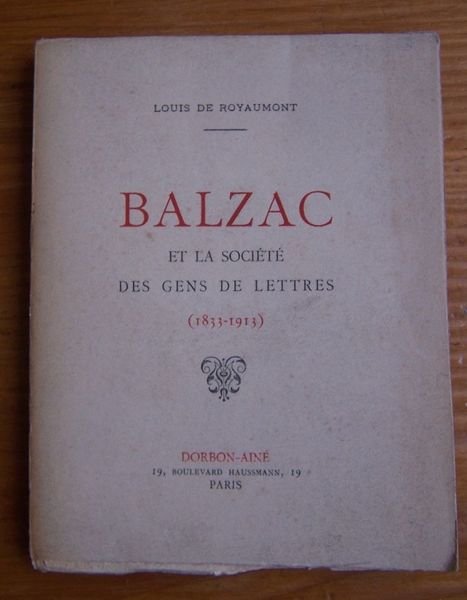 LOUIS DE ROYAUMONT
BALZAC
ET LA SOCIÉTÉ
DES GENS DE LETTRES
(1833-1913)
DORBON-AINÉ
19, BOULEVARD HAUSSMANN, 19
PARIS